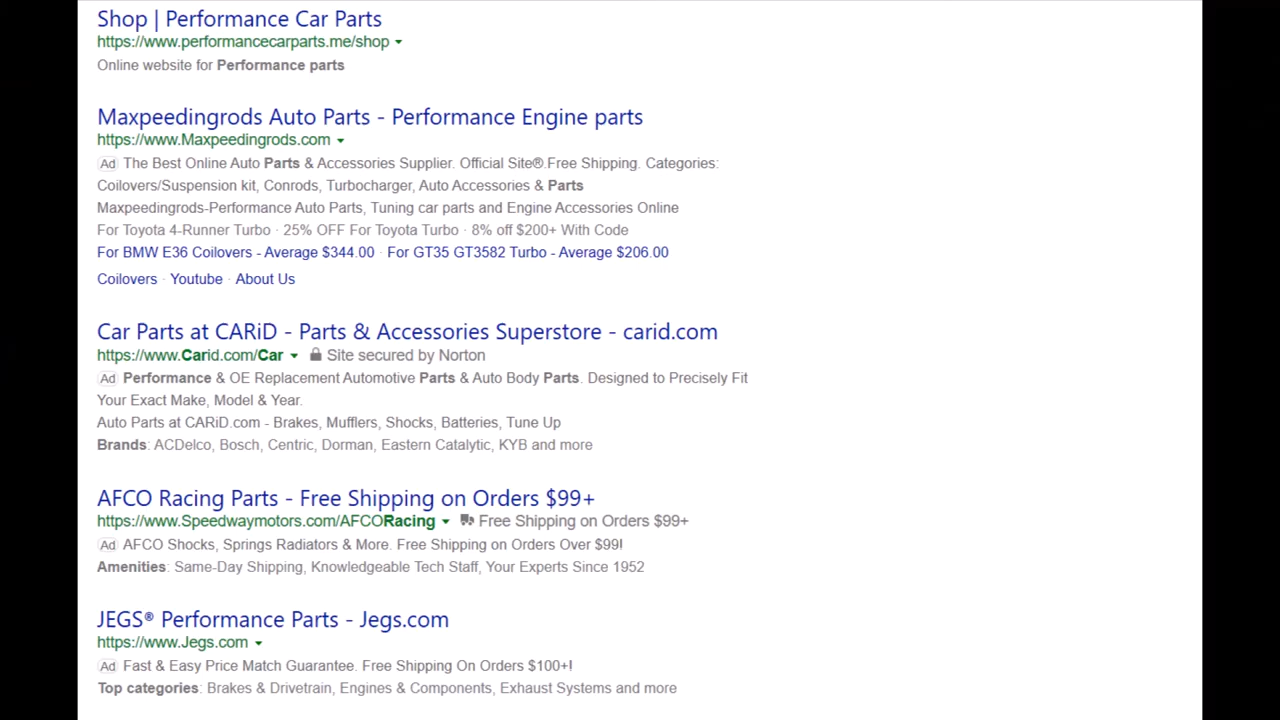 Shop | Performance Car Parts
https://www.performancecarparts.me/shop
Online website for Performance parts
Maxpeedingrods Auto Parts - Performance Engine parts
https://www.Maxpeedingrods.com
Ad The Best Online Auto Parts & Accessories Supplier. Official Site®.Free Shipping. Categories:
Coilovers/Suspension kit, Conrods, Turbocharger, Auto Accessories & Parts
Maxpeedingrods-Performance Auto Parts, Tuning car parts and Engine Accessories Online
For Toyota 4-Runner Turbo · 25% OFF For Toyota Turbo · 8% off $200+ With Code
For BMW E36 Coilovers - Average $344.00 · For GT35 GT3582 Turbo - Average $206.00
Coilovers · Youtube · About Us
Car Parts at CARiD - Parts & Accessories Superstore - carid.com
https://www.Carid.com/Car Site secured by Norton
Ad Performance & OE Replacement Automotive Parts & Auto Body Parts. Designed to Precisely Fit
Your Exact Make, Model & Year.
Auto Parts at CARiD.com - Brakes, Mufflers, Shocks, Batteries, Tune Up
Brands: ACDelco, Bosch, Centric, Dorman, Eastern Catalytic, KYB and more
AFCO Racing Parts - Free Shipping on Orders $99+
https://www.Speedwaymotors.com/AFCORacing Free Shipping on Orders $99+
Ad AFCO Shocks, Springs Radiators & More. Free Shipping on Orders Over $99!
Amenities: Same-Day Shipping, Knowledgeable Tech Staff, Your Experts Since 1952
JEGS® Performance Parts - Jegs.com
https://www.Jegs.com
Ad Fast & Easy Price Match Guarantee. Free Shipping On Orders $100+!
Top categories: Brakes & Drivetrain, Engines & Components, Exhaust Systems and more